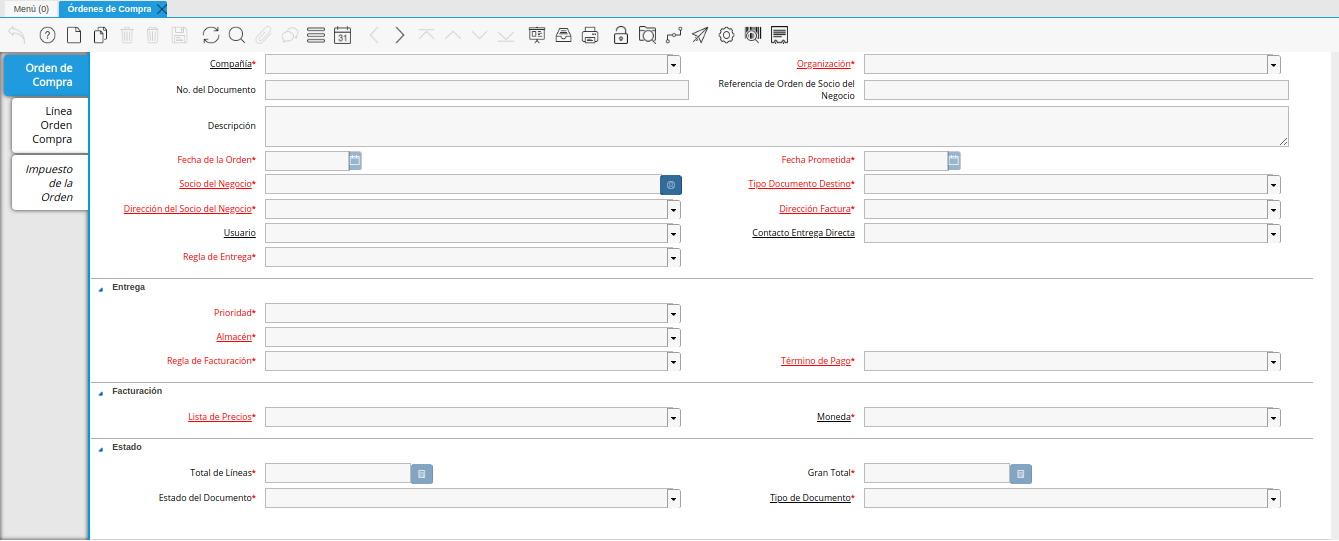 Menú (0)
Órdenes de Compra
31
Orden de
Compra
Línea
Orden
Compra
Impuesto
de la
Orden
Compañía*
Organización*
No. del Documento
Referencia de Orden de Socio del
Negocio
Descripción
Fecha de la Orden*
Fecha Prometida*
Socio del Negocio*
Tipo Documento Destino*
Dirección del Socio del Negocio*
Dirección Factura*
Usuario
Contacto Entrega Directa
Regla de Entrega*
Entrega
Prioridad*
Almacén*
Regla de Facturación*
Término de Pago*
Facturación
Lista de Precios*
Moneda*
Estado
Total de Líneas*
Gran Total*
Estado del Documento*
Tipo de Documento*